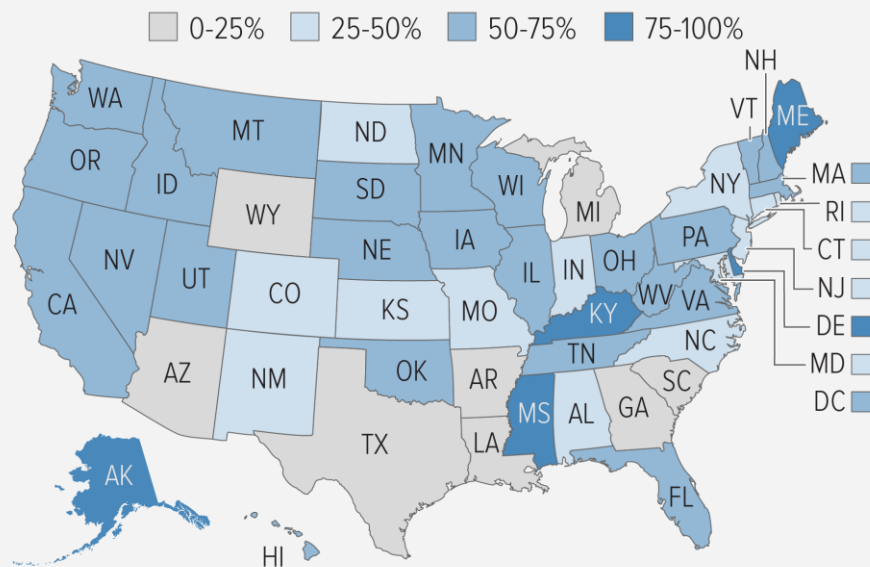 0-25% 25-50% 50-75% 75-100%
NH
VT
ME
WA
MT
ND
MN
OR
ID
SD
WI
NY
MA
WY
MI
RI
NE
IA
PA
CT
NV
UT
IL
IN
OH
NJ
CA
CO
KS
MO
WV
VA
KY
DE
NC
MD
TN
AZ
NM
OK
AR
SC
DC
MS
AL
GA
TX
LA
AK
FL
HI